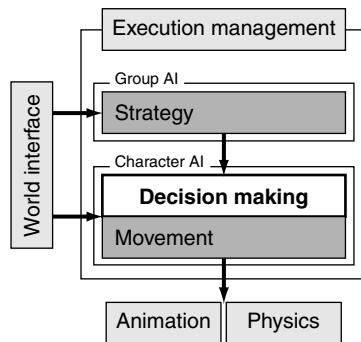 Execution management
Group AI
Strategy
World interface
Character AI
Decision making
Movement
Animation
Physics